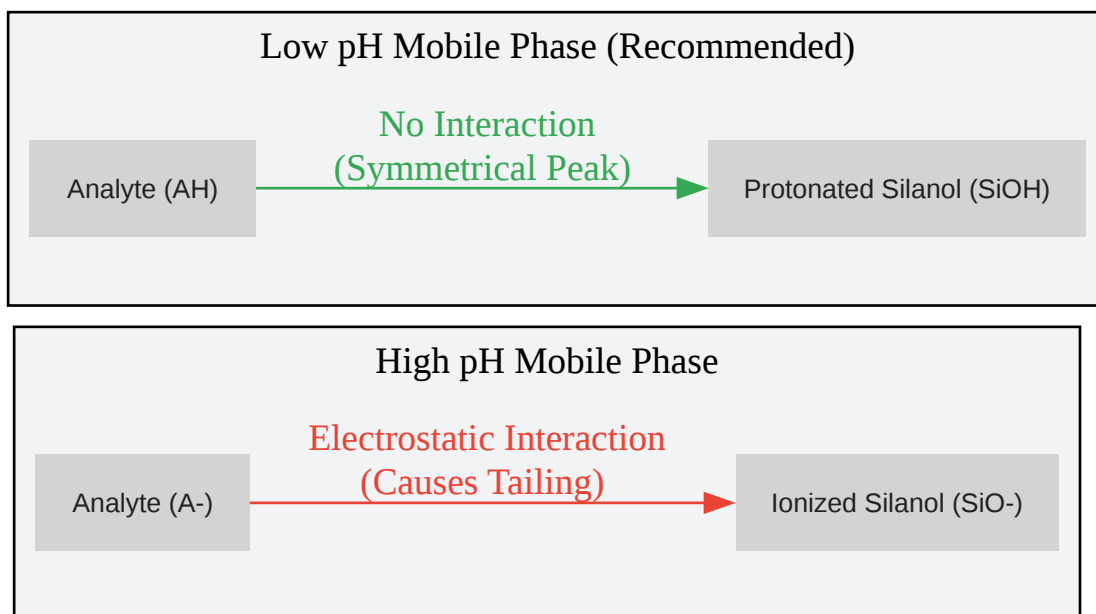 Low pH Mobile Phase (Recommended)
No Interaction
(Symmetrical Peak)
Analyte (AH)
Protonated Silanol (SiOH)
High pH Mobile Phase
Electrostatic Interaction
(Causes Tailing)
Analyte (A-)
Ionized Silanol (SiO-)